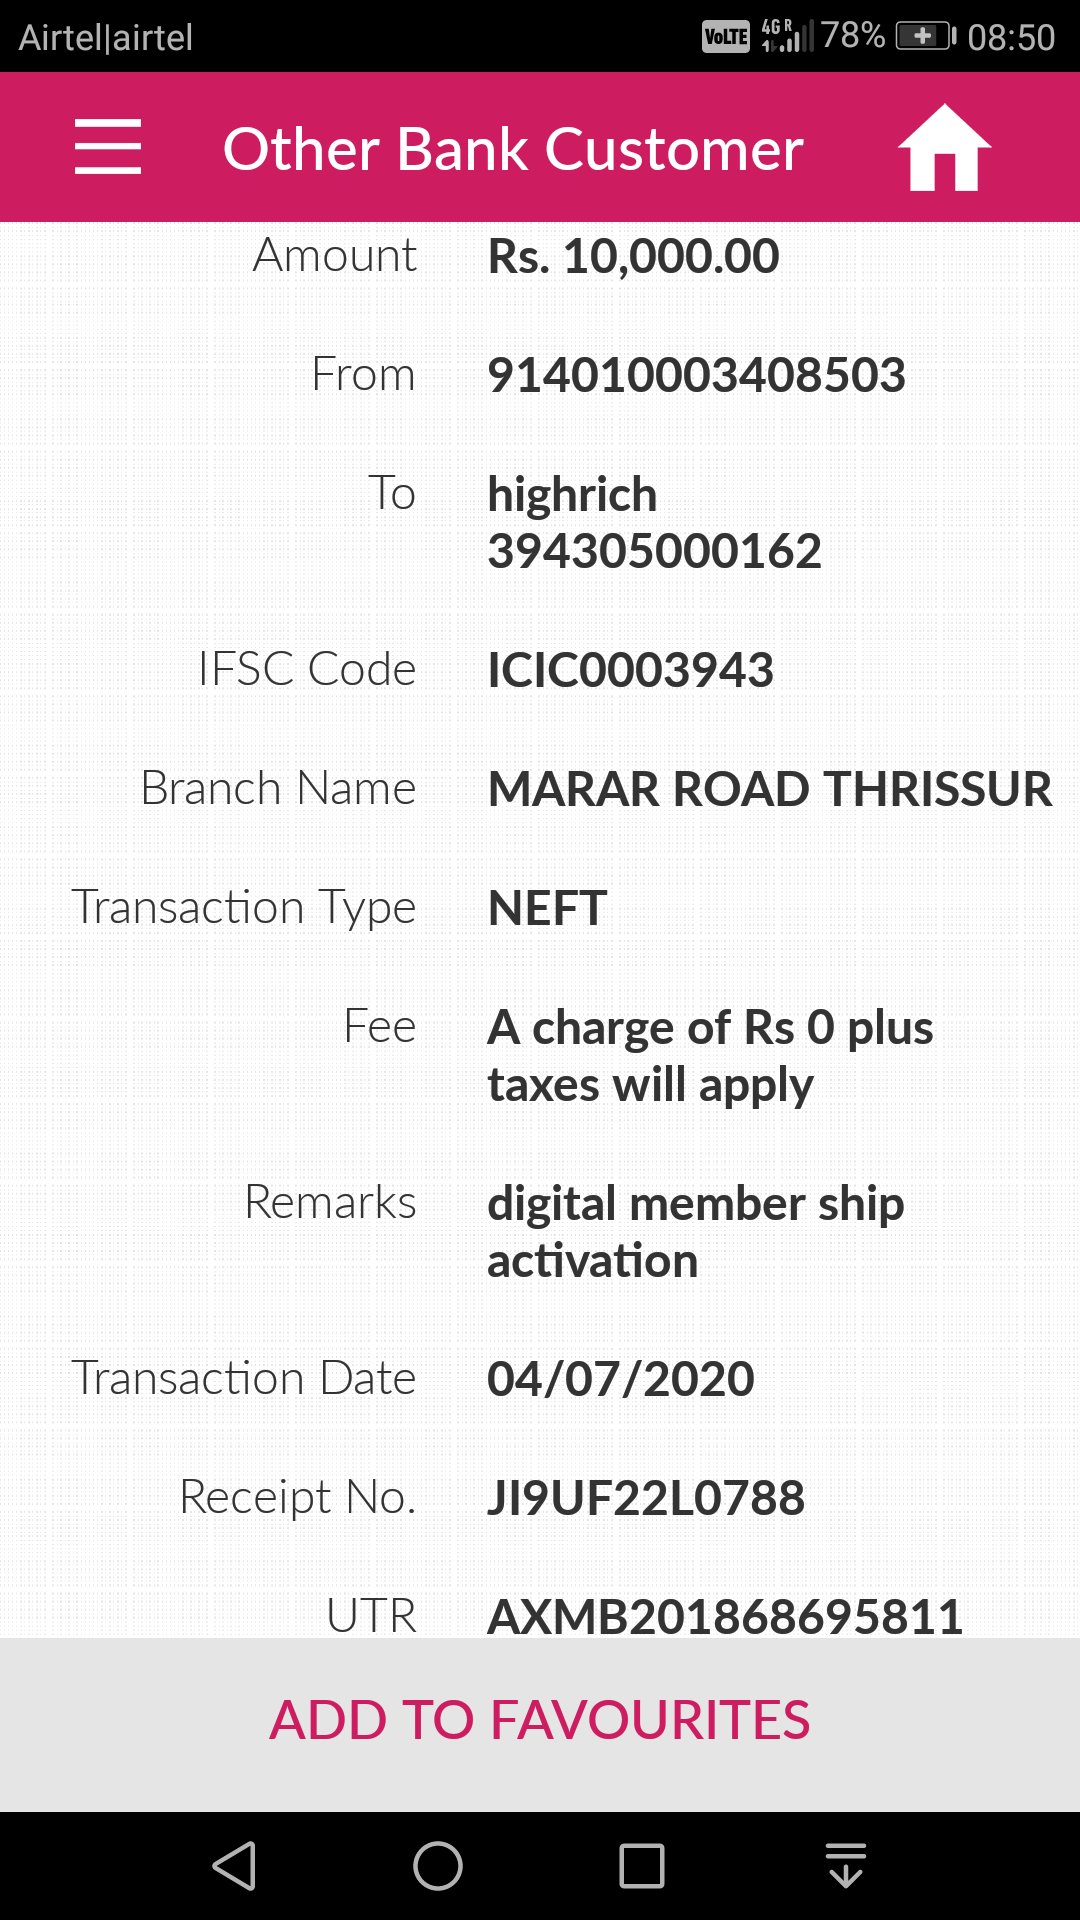 Airtel|airtel VoLTE 4G R 78% 08:50
Other Bank Customer
Amount Rs. 10,000.00
From 914010003408503
To highrich
394305000162
IFSC Code ICIC0003943
Branch Name MARAR ROAD THRISSUR
Transaction Type NEFT
Fee A charge of Rs 0 plus
taxes will apply
Remarks digital member ship
activation
Transaction Date 04/07/2020
Receipt No. JI9UF22L0788
UTR AXMB201868695811
ADD TO FAVOURITES